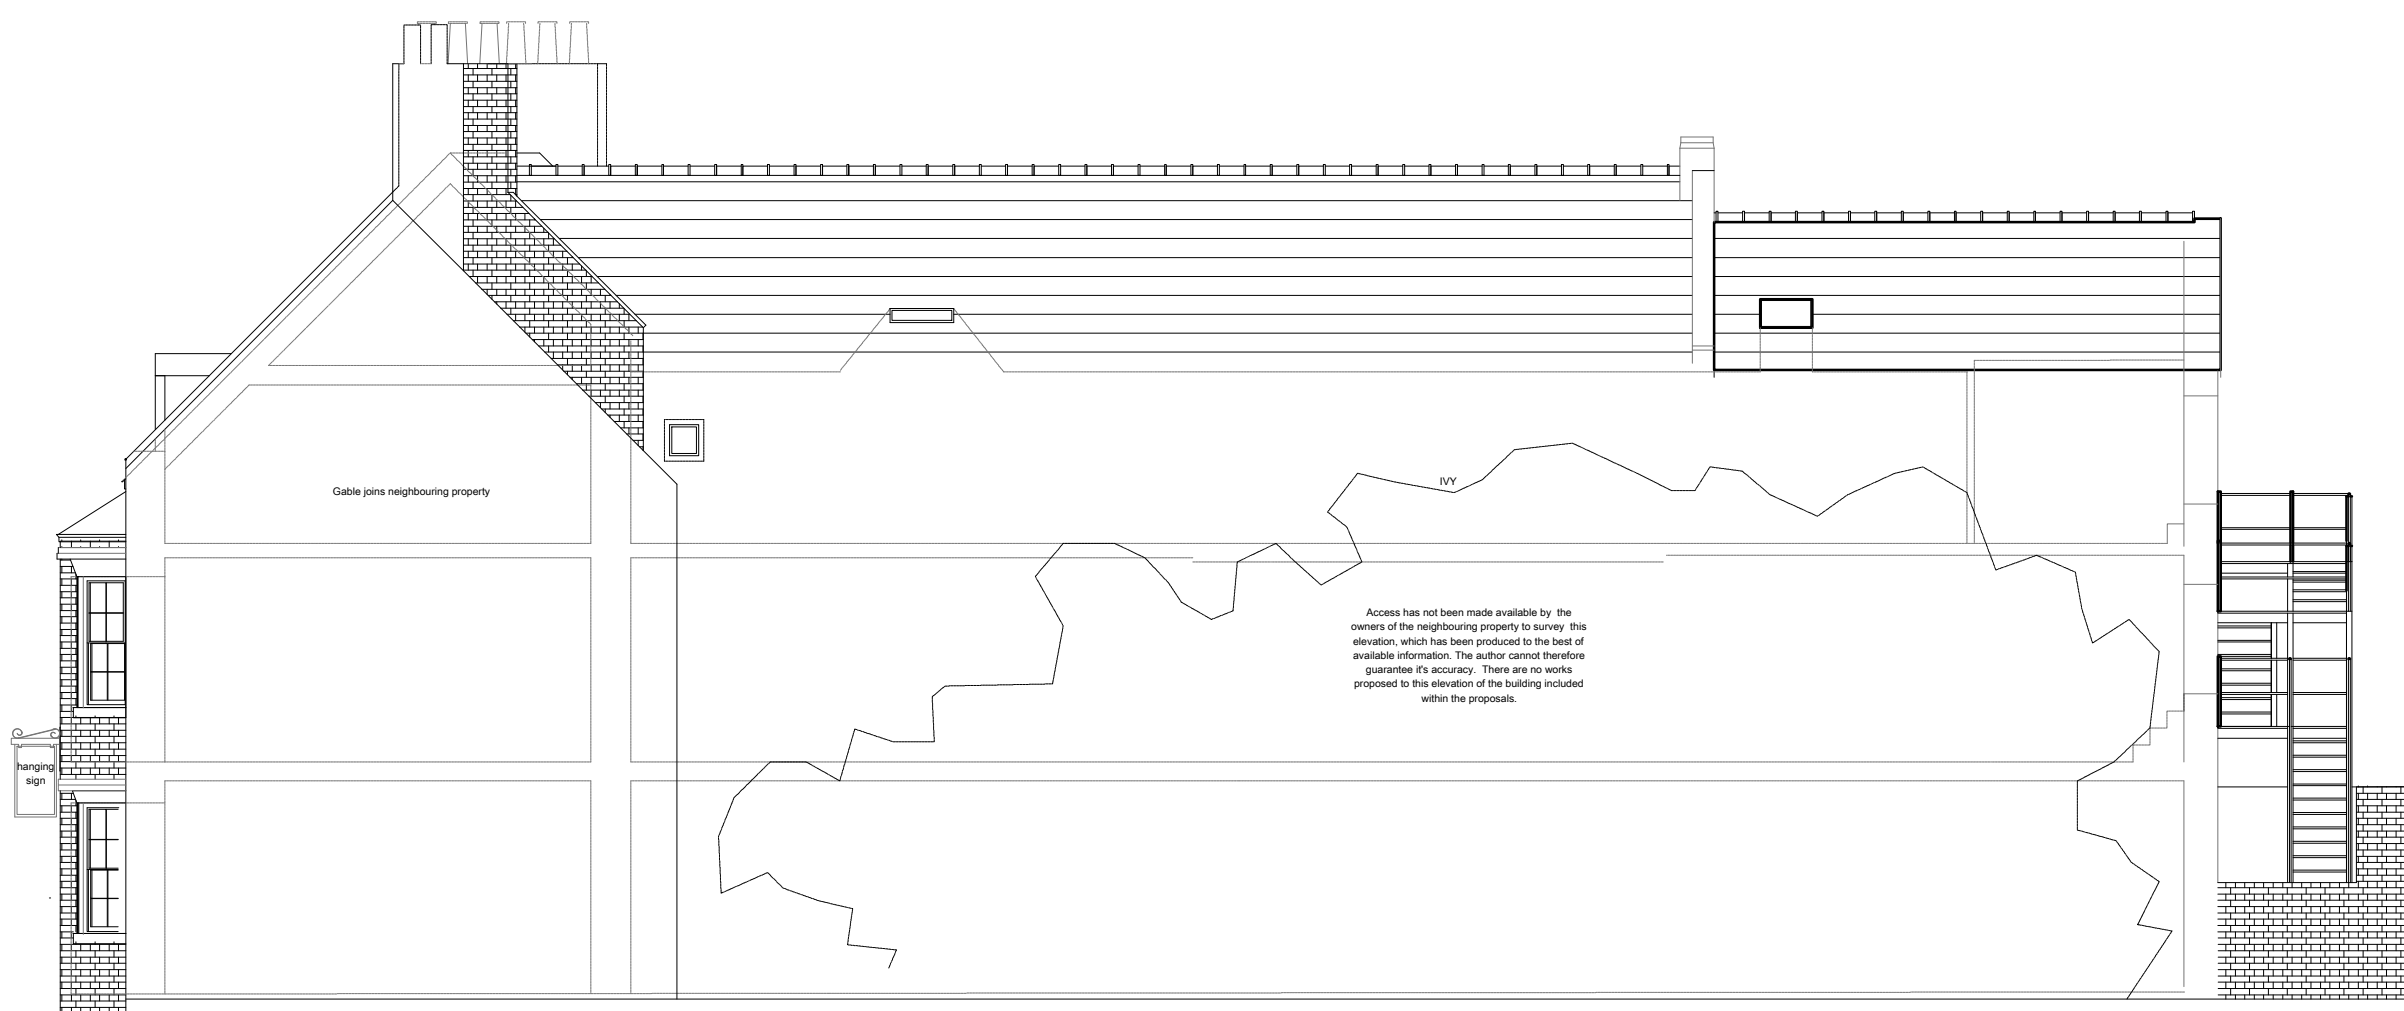 Gable joins neighbouring property
IVY
Access has not been made available by the
owners of the neighbouring property to survey this
elevation, which has been produced to the best of
available information. The author cannot therefore
guarantee it's accuracy. There are no works
proposed to this elevation of the building included
within the proposals.
hanging
sign